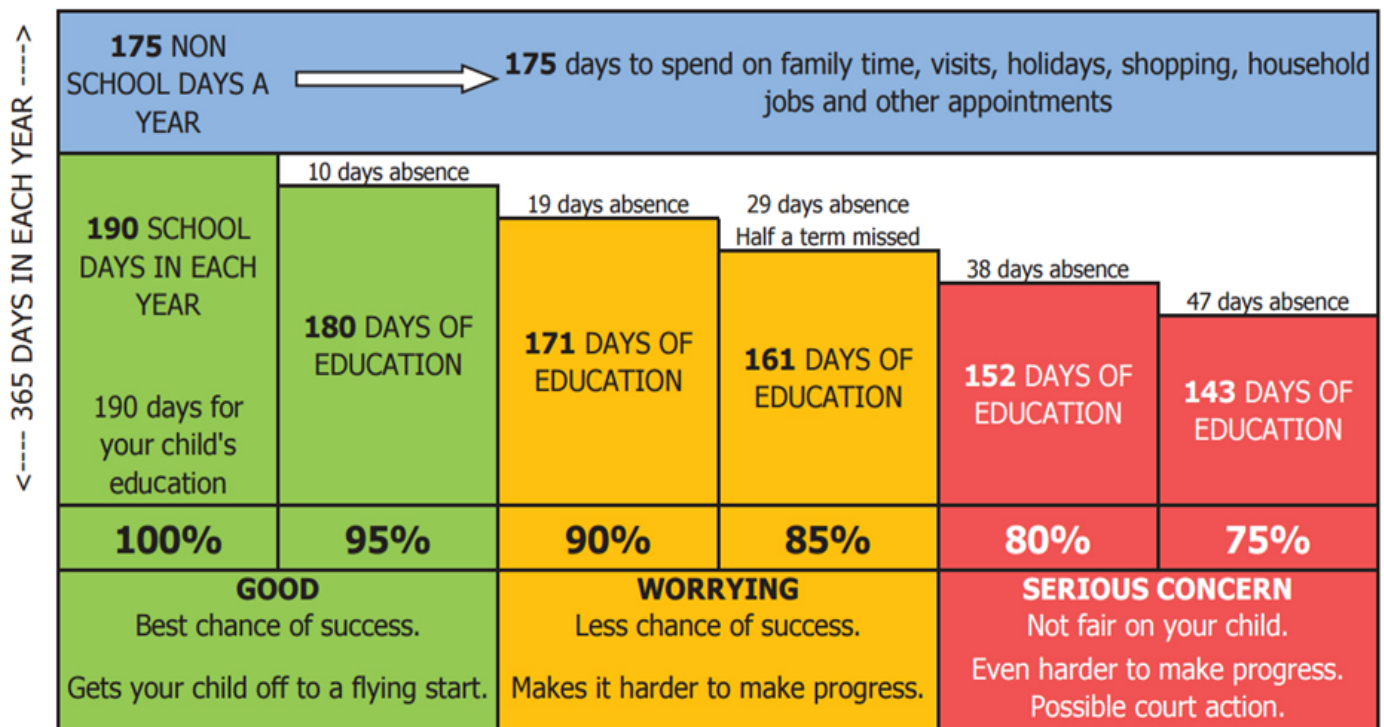 <---- 365 DAYS IN EACH YEAR ---->
175 NON
SCHOOL DAYS A
YEAR
175 days to spend on family time, visits, holidays, shopping, household
jobs and other appointments
190 SCHOOL
DAYS IN EACH
YEAR
190 days for
your child's
education
10 days absence
180 DAYS OF
EDUCATION
19 days absence
171 DAYS OF
EDUCATION
29 days absence
Half a term missed
161 DAYS OF
EDUCATION
38 days absence
152 DAYS OF
EDUCATION
47 days absence
143 DAYS OF
EDUCATION
100%
95%
90%
85%
80%
75%
GOOD
Best chance of success.
Gets your child off to a flying start.
WORRYING
Less chance of success.
Makes it harder to make progress.
SERIOUS CONCERN
Not fair on your child.
Even harder to make progress.
Possible court action.